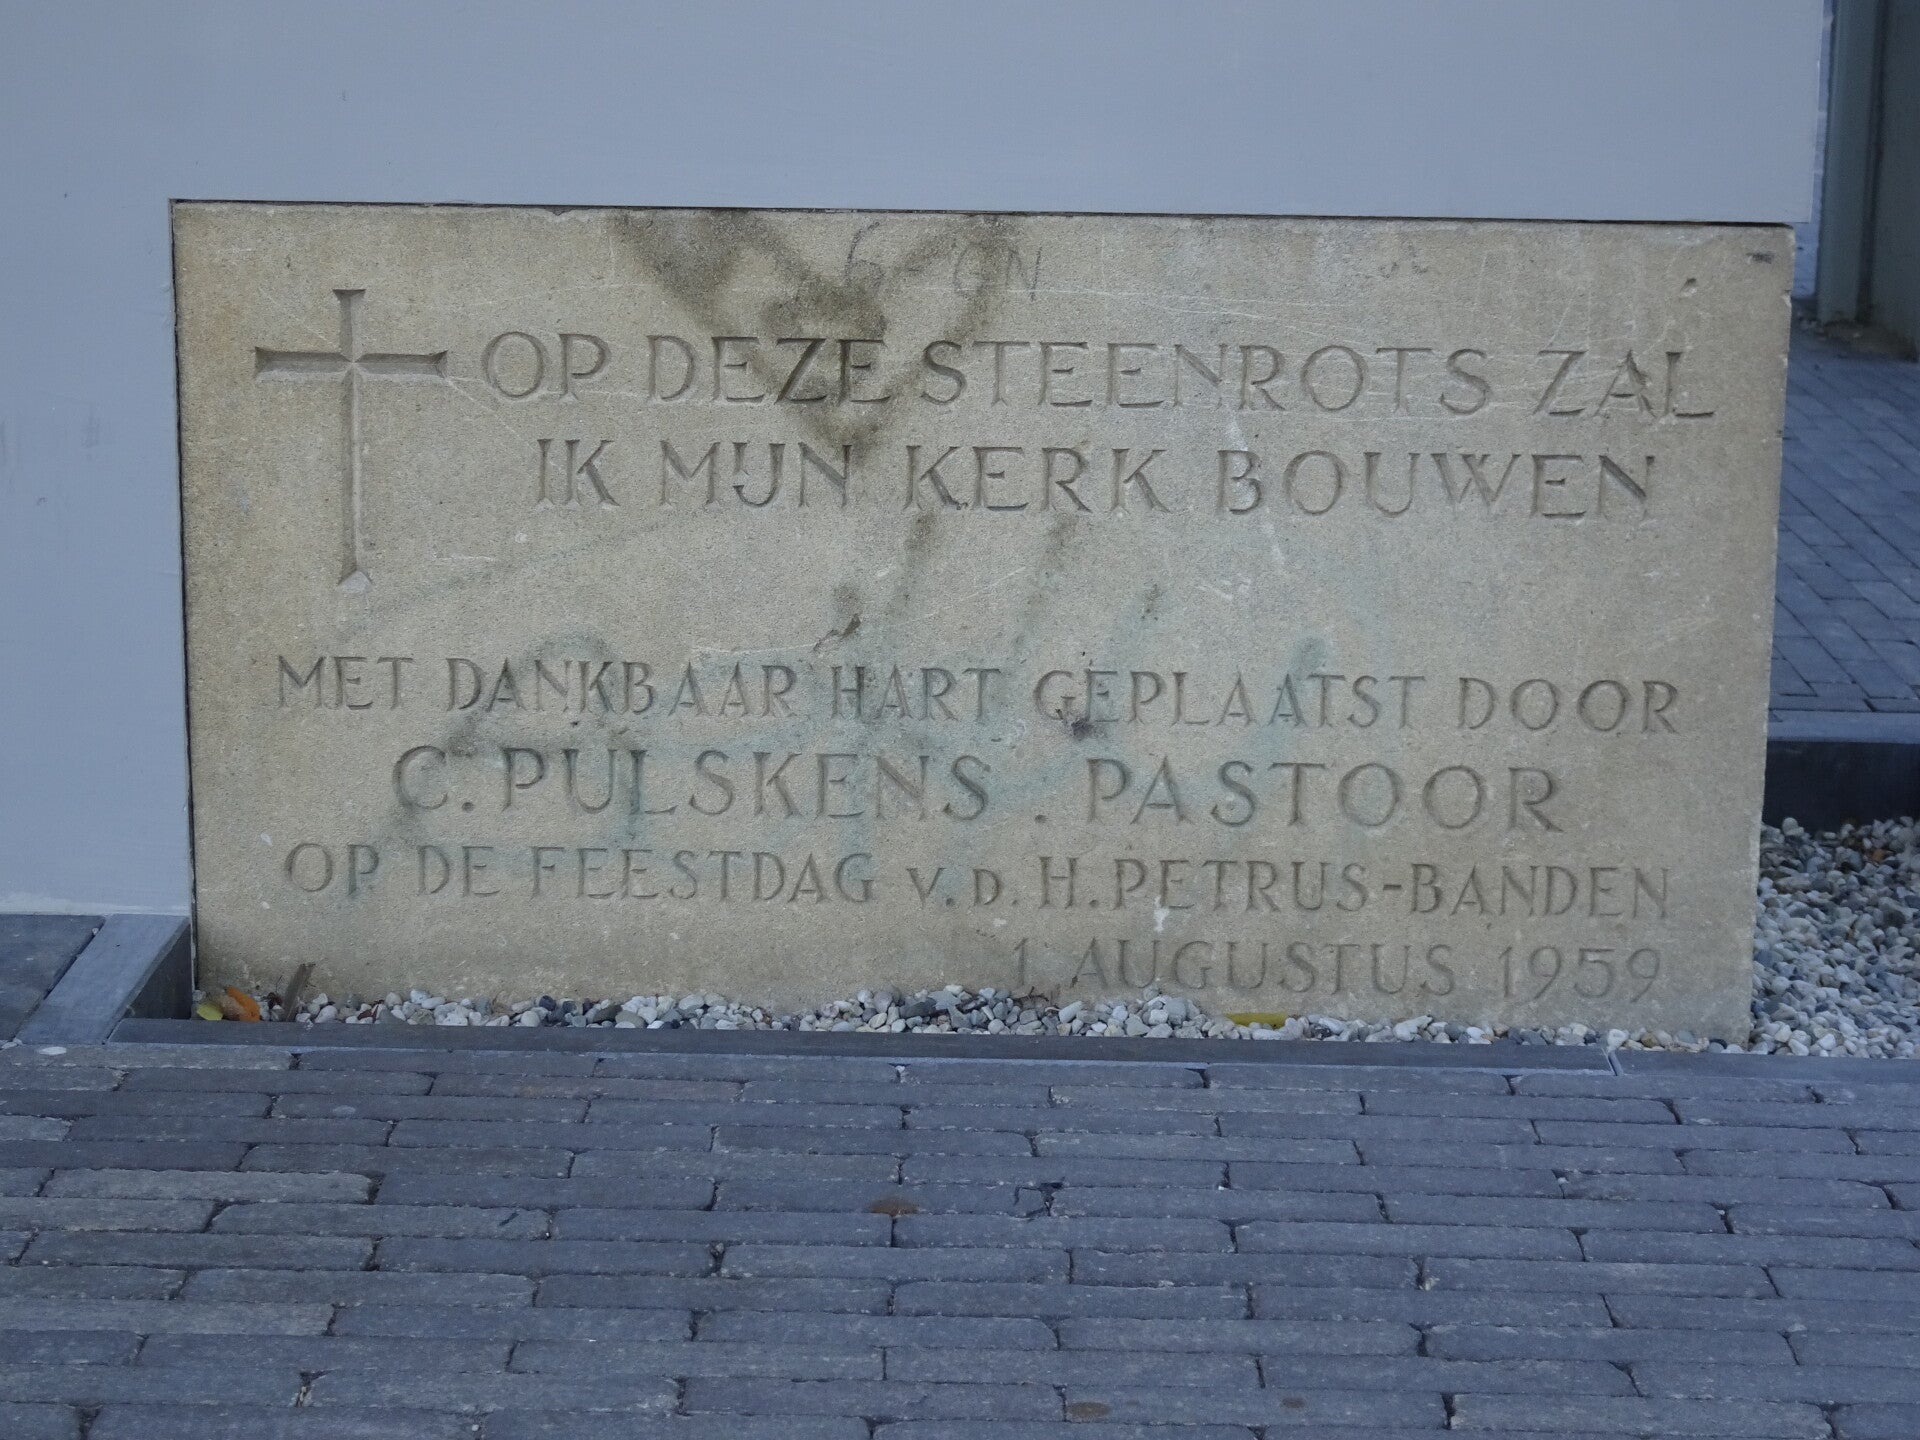 OP DEZE STEENROTS ZAL
IK MIJN KERK BOUWEN
MET DANKBAAR HART GEPLAATST DOOR
C. PULSKENS . PASTOOR
OP DE FEESTDAG v.d. H. PETRUS-BANDEN
1 AUGUSTUS 1959